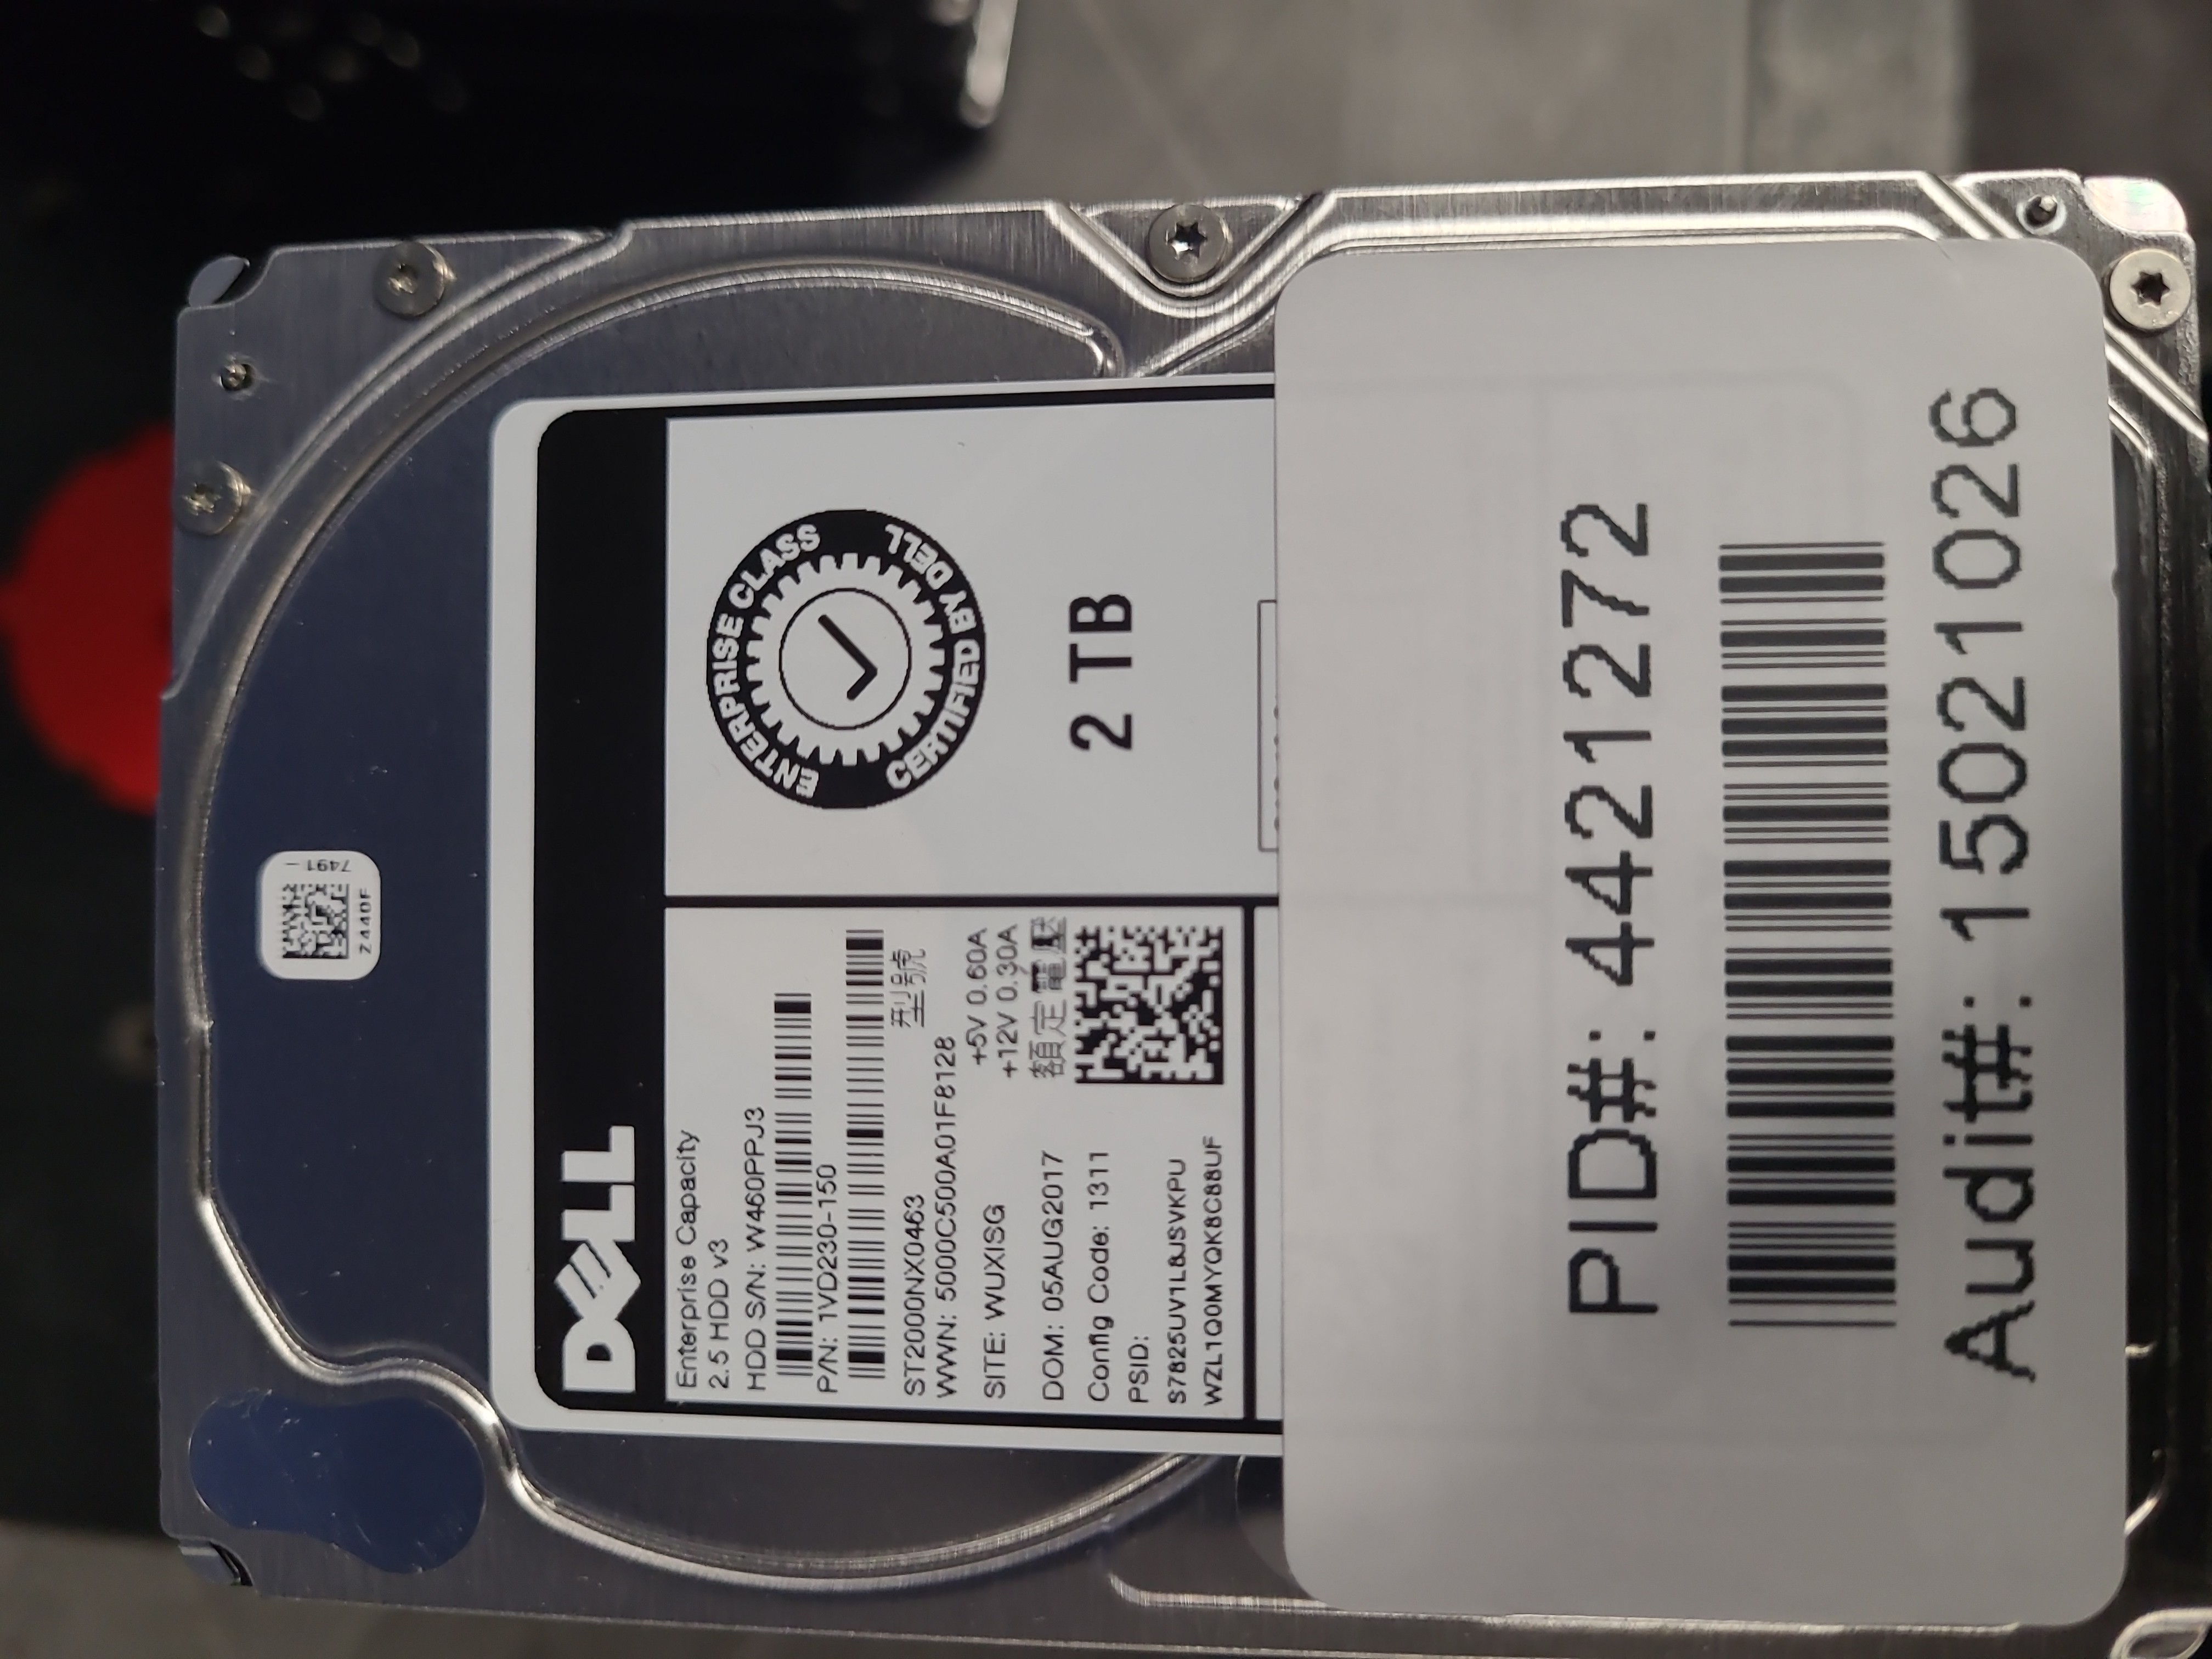 7491-
Z440F
DELL
Enterprise Capacity
2.5 HDD v3
HDD S/N: W460PPJ3
P/N: 1VD230-150
ST2000NX0463 型號
WWN: 5000C500A01F8128
+5V 0.60A
SITE: WUXISG
+12V 0.30A
額定電壓
DOM: 05AUG2017
Config Code: 1311
PSID:
S7825UV1L8JSVKPU
WZL1Q0MYQK8C88UF
ENTERPRISE CLASS
CERTIFIED BY DELL
2 TB
PID#: 4421272
Audit#: 15021026